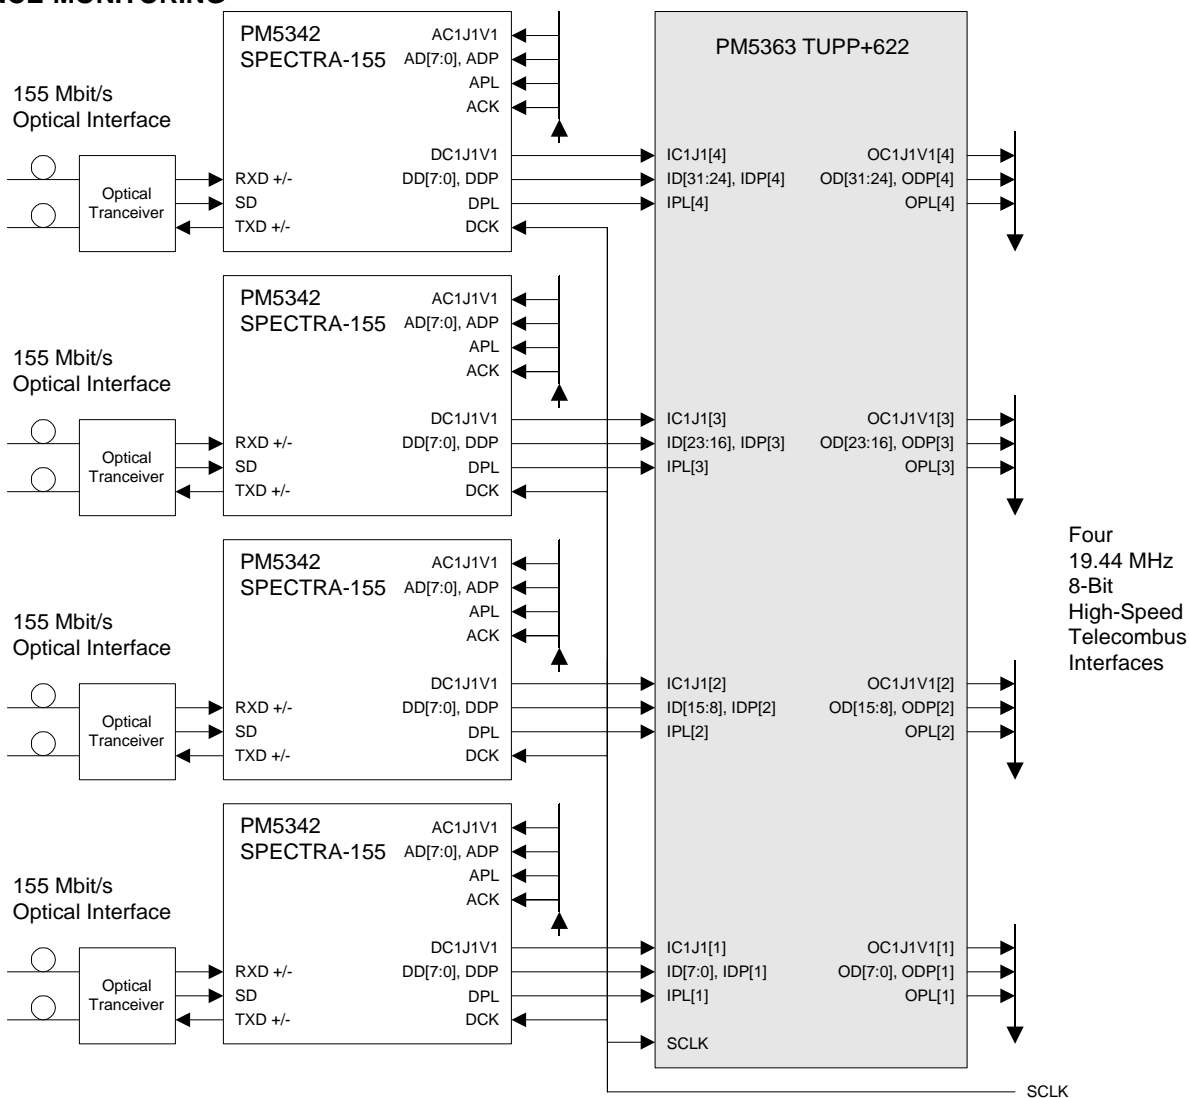 MONITORING
PM5342
SPECTRA-155
AC1J1V1
AD[7:0], ADP
APL
ACK
DC1J1V1
DD[7:0], DDP
DPL
DCK
155 Mbit/s
Optical Interface
Optical
Tranceiver
RXD +/-
SD
TXD +/-
PM5363 TUPP+622
IC1J1[4]
ID[31:24], IDP[4]
IPL[4]
OC1J1V1[4]
OD[31:24], ODP[4]
OPL[4]
PM5342
SPECTRA-155
AC1J1V1
AD[7:0], ADP
APL
ACK
DC1J1V1
DD[7:0], DDP
DPL
DCK
155 Mbit/s
Optical Interface
Optical
Tranceiver
RXD +/-
SD
TXD +/-
IC1J1[3]
ID[23:16], IDP[3]
IPL[3]
OC1J1V1[3]
OD[23:16], ODP[3]
OPL[3]
Four
19.44 MHz
8-Bit
High-Speed
Telecombus
Interfaces
PM5342
SPECTRA-155
AC1J1V1
AD[7:0], ADP
APL
ACK
DC1J1V1
DD[7:0], DDP
DPL
DCK
155 Mbit/s
Optical Interface
Optical
Tranceiver
RXD +/-
SD
TXD +/-
IC1J1[2]
ID[15:8], IDP[2]
IPL[2]
OC1J1V1[2]
OD[15:8], ODP[2]
OPL[2]
PM5342
SPECTRA-155
AC1J1V1
AD[7:0], ADP
APL
ACK
DC1J1V1
DD[7:0], DDP
DPL
DCK
155 Mbit/s
Optical Interface
Optical
Tranceiver
RXD +/-
SD
TXD +/-
IC1J1[1]
ID[7:0], IDP[1]
IPL[1]
OC1J1V1[1]
OD[7:0], ODP[1]
OPL[1]
SCLK
SCLK